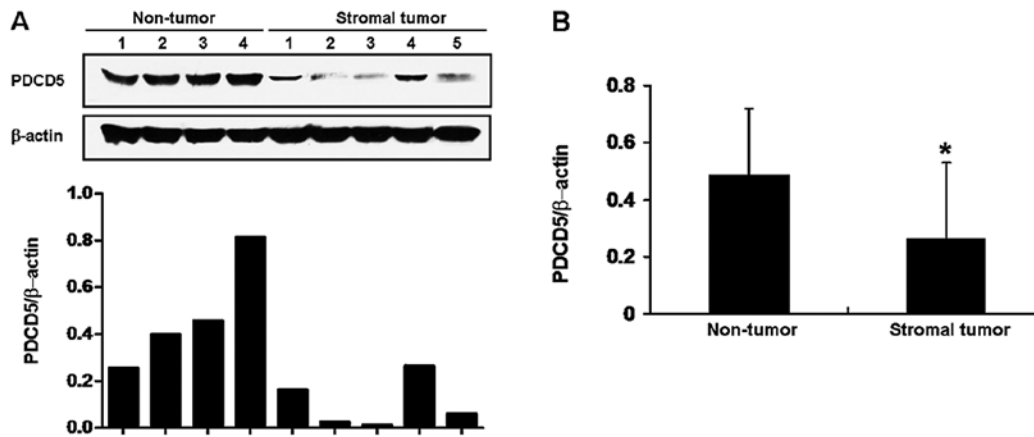 A
Non-tumor Stromal tumor
1 2 3 4 1 2 3 4 5
PDCD5
β-actin
PDCD5/β-actin
1.0
0.8
0.6
0.4
0.2
0.0
B
PDCD5/β-actin
0.8
0.6
0.4
0.2
0
*
Non-tumor Stromal tumor